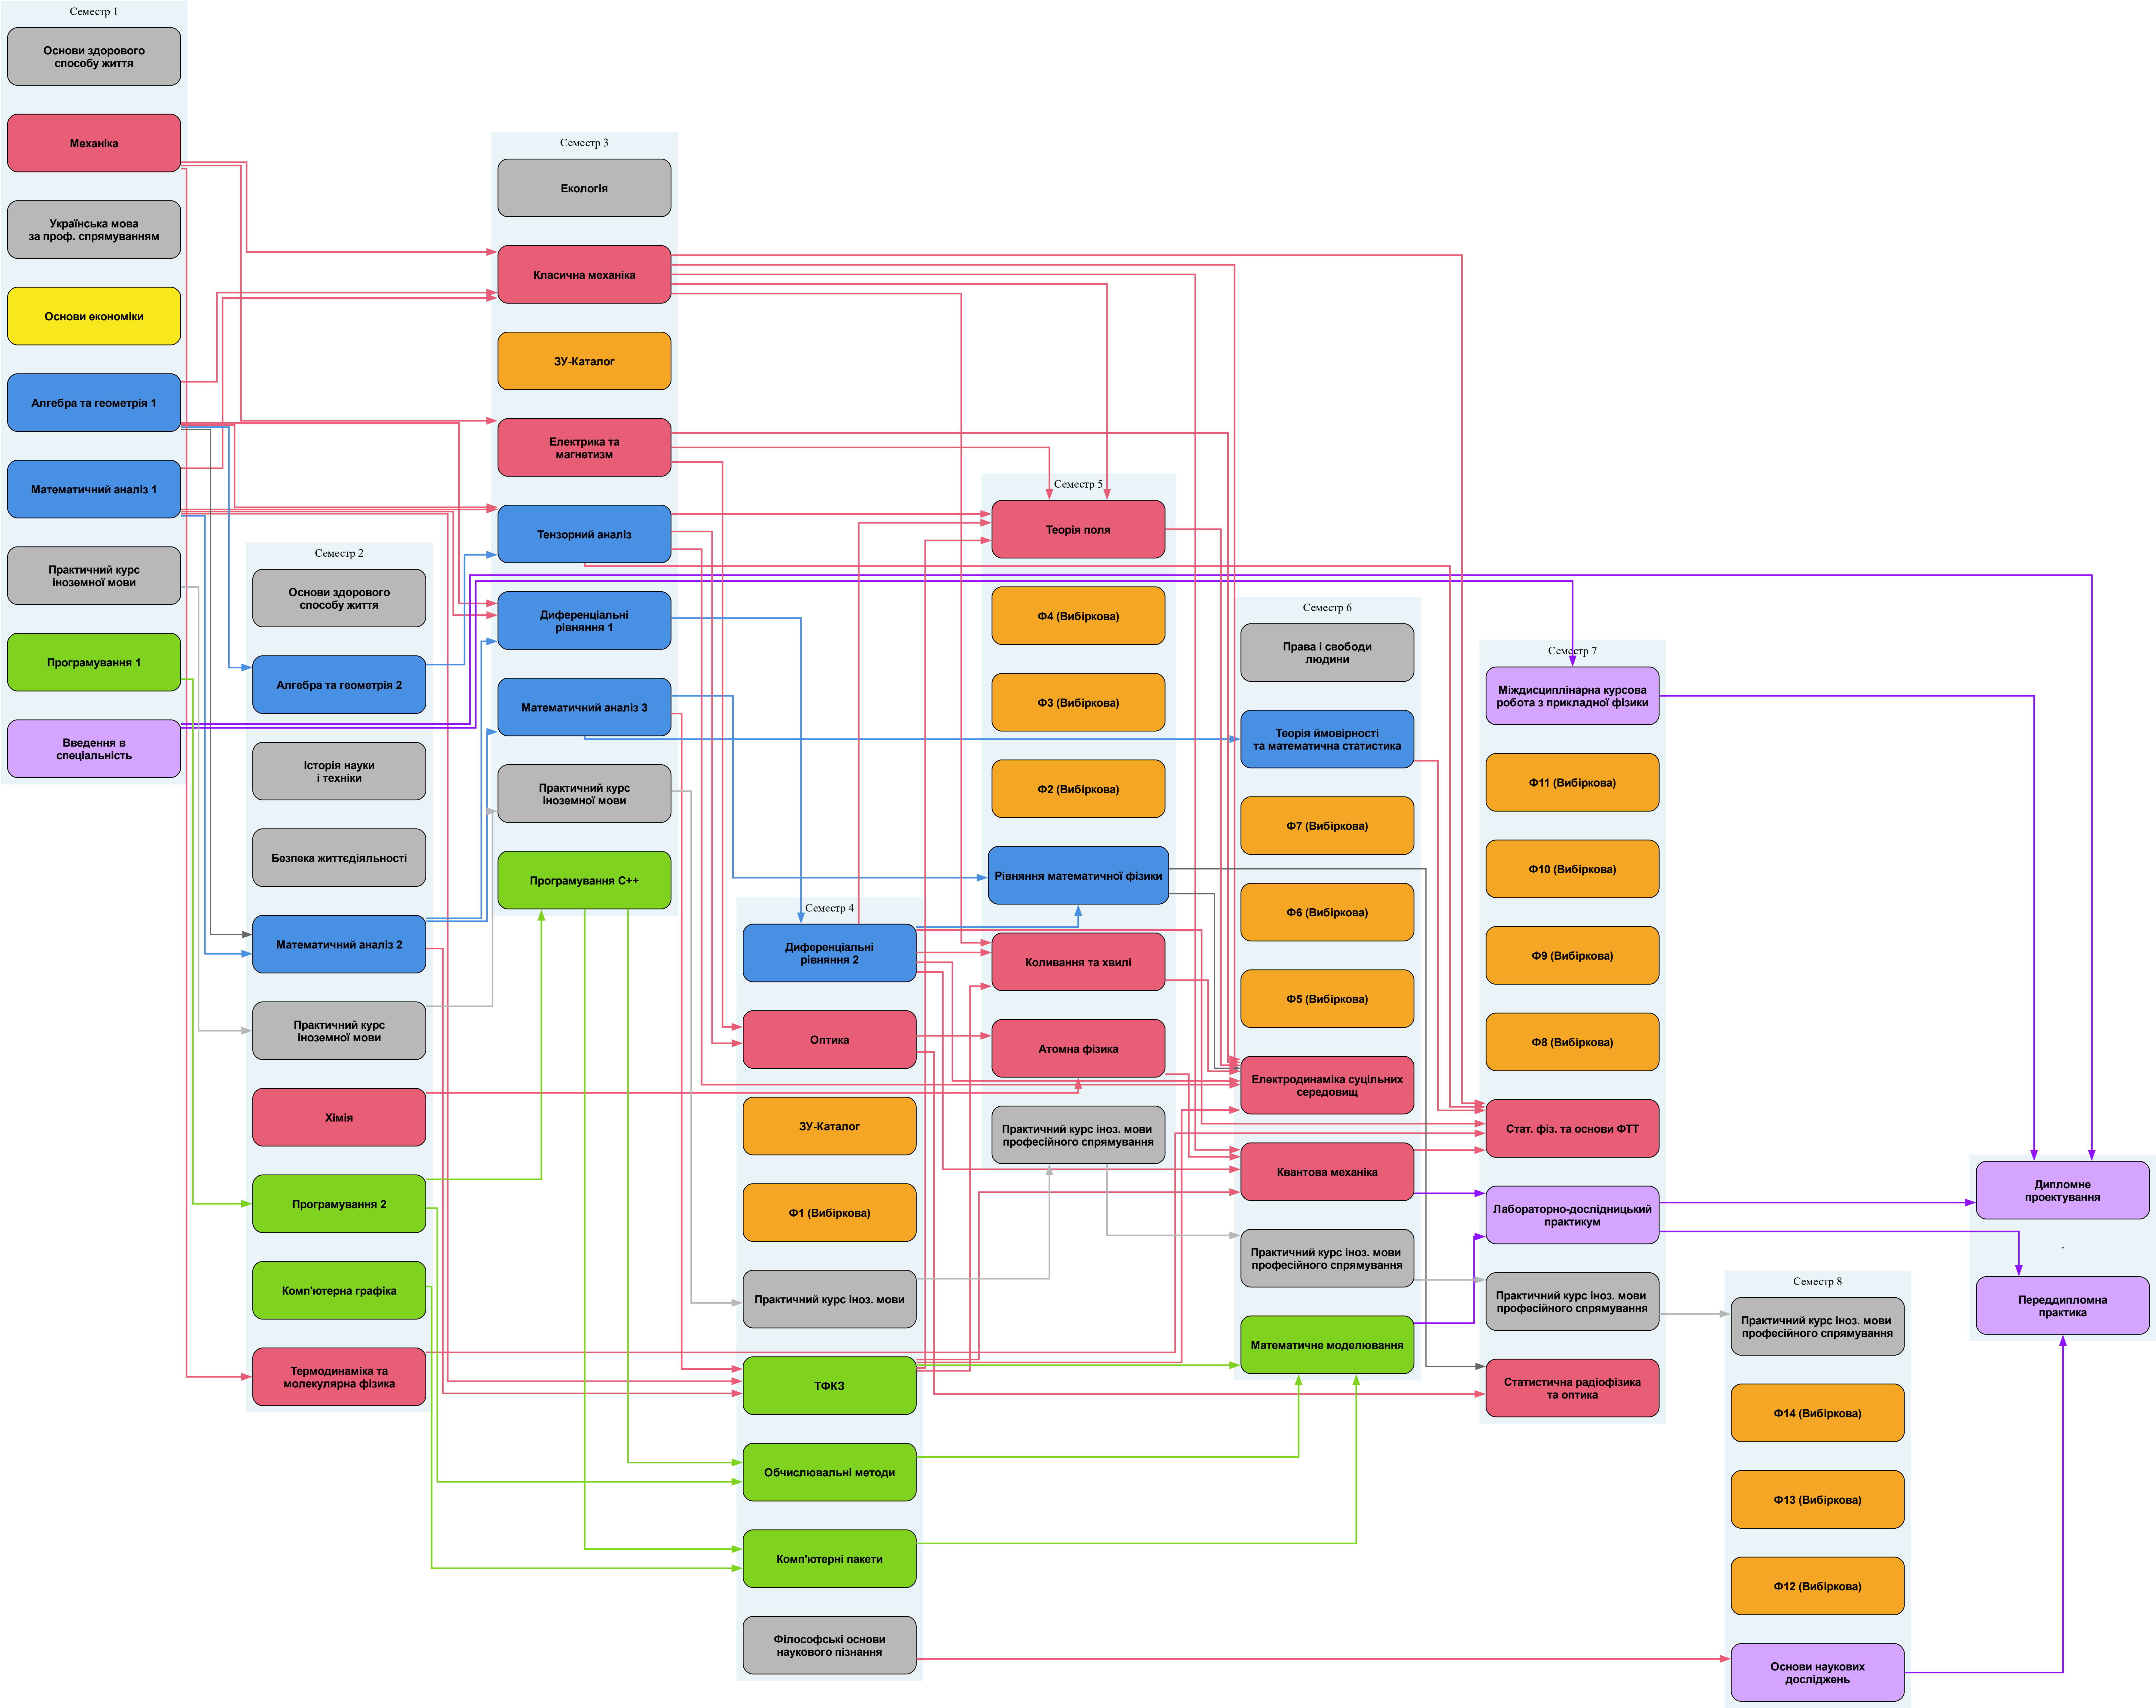 Семестр 1
Основи здорового
способу життя
Механіка
Українська мова
за проф. спрямуванням
Основи економіки
Алгебра та геометрія 1
Математичний аналіз 1
Практичний курс
іноземної мови
Програмування 1
Введення в
спеціальність
Семестр 2
Основи здорового
способу життя
Алгебра та геометрія 2
Історія науки
і техніки
Безпека життєдіяльності
Математичний аналіз 2
Практичний курс
іноземної мови
Хімія
Програмування 2
Комп'ютерна графіка
Термодинаміка та
молекулярна фізика
Семестр 3
Екологія
Класична механіка
ЗУ-Каталог
Електрика та
магнетизм
Тензорний аналіз
Диференціальні
рівняння 1
Математичний аналіз 3
Практичний курс
іноземної мови
Програмування С++
Семестр 4
Диференціальні
рівняння 2
Оптика
ЗУ-Каталог
Ф1 (Вибіркова)
Практичний курс іноз. мови
ТФКЗ
Обчислювальні методи
Комп'ютерні пакети
Філософські основи
наукового пізнання
Семестр 5
Теорія поля
Ф4 (Вибіркова)
Ф3 (Вибіркова)
Ф2 (Вибіркова)
Рівняння математичної фізики
Коливання та хвилі
Атомна фізика
Практичний курс іноз. мови
професійного спрямування
Семестр 6
Права і свободи
людини
Теорія ймовірності
та математична статистика
Ф7 (Вибіркова)
Ф6 (Вибіркова)
Ф5 (Вибіркова)
Електродинаміка суцільних
середовищ
Квантова механіка
Практичний курс іноз. мови
професійного спрямування
Математичне моделювання
Семестр 7
Міждисциплінарна курсова
робота з прикладної фізики
Ф11 (Вибіркова)
Ф10 (Вибіркова)
Ф9 (Вибіркова)
Ф8 (Вибіркова)
Стат. фіз. та основи ФТТ
Лабораторно-дослідницький
практикум
Практичний курс іноз. мови
професійного спрямування
Статистична радіофізика
та оптика
Семестр 8
Практичний курс іноз. мови
професійного спрямування
Ф14 (Вибіркова)
Ф13 (Вибіркова)
Ф12 (Вибіркова)
Основи наукових
досліджень
Дипломне
проектування
.
Переддипломна
практика